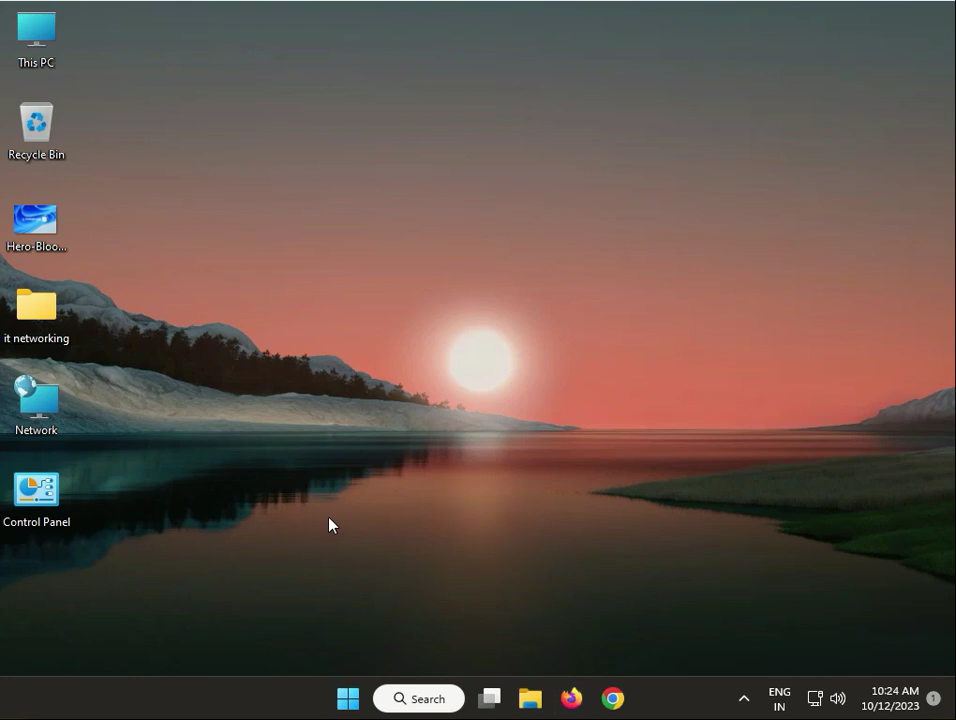 This PC
Recycle Bin
Hero-Bloo...
it networking
Network
Control Panel
Search
ENG
IN
10:24 AM
10/12/2023
1